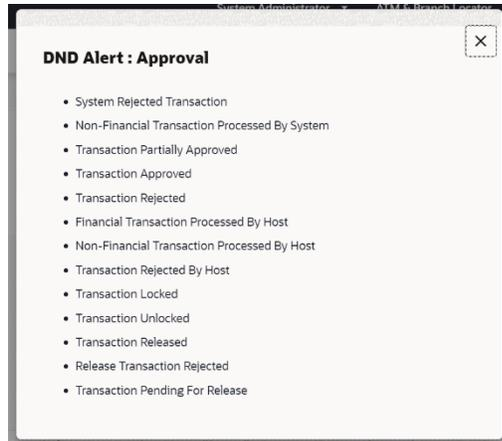 System Administrator ATM & Branch Locator
DND Alert : Approval
System Rejected Transaction
Non-Financial Transaction Processed By System
Transaction Partially Approved
Transaction Approved
Transaction Rejected
Financial Transaction Processed By Host
Non-Financial Transaction Processed By Host
Transaction Rejected By Host
Transaction Locked
Transaction Unlocked
Transaction Released
Release Transaction Rejected
Transaction Pending For Release